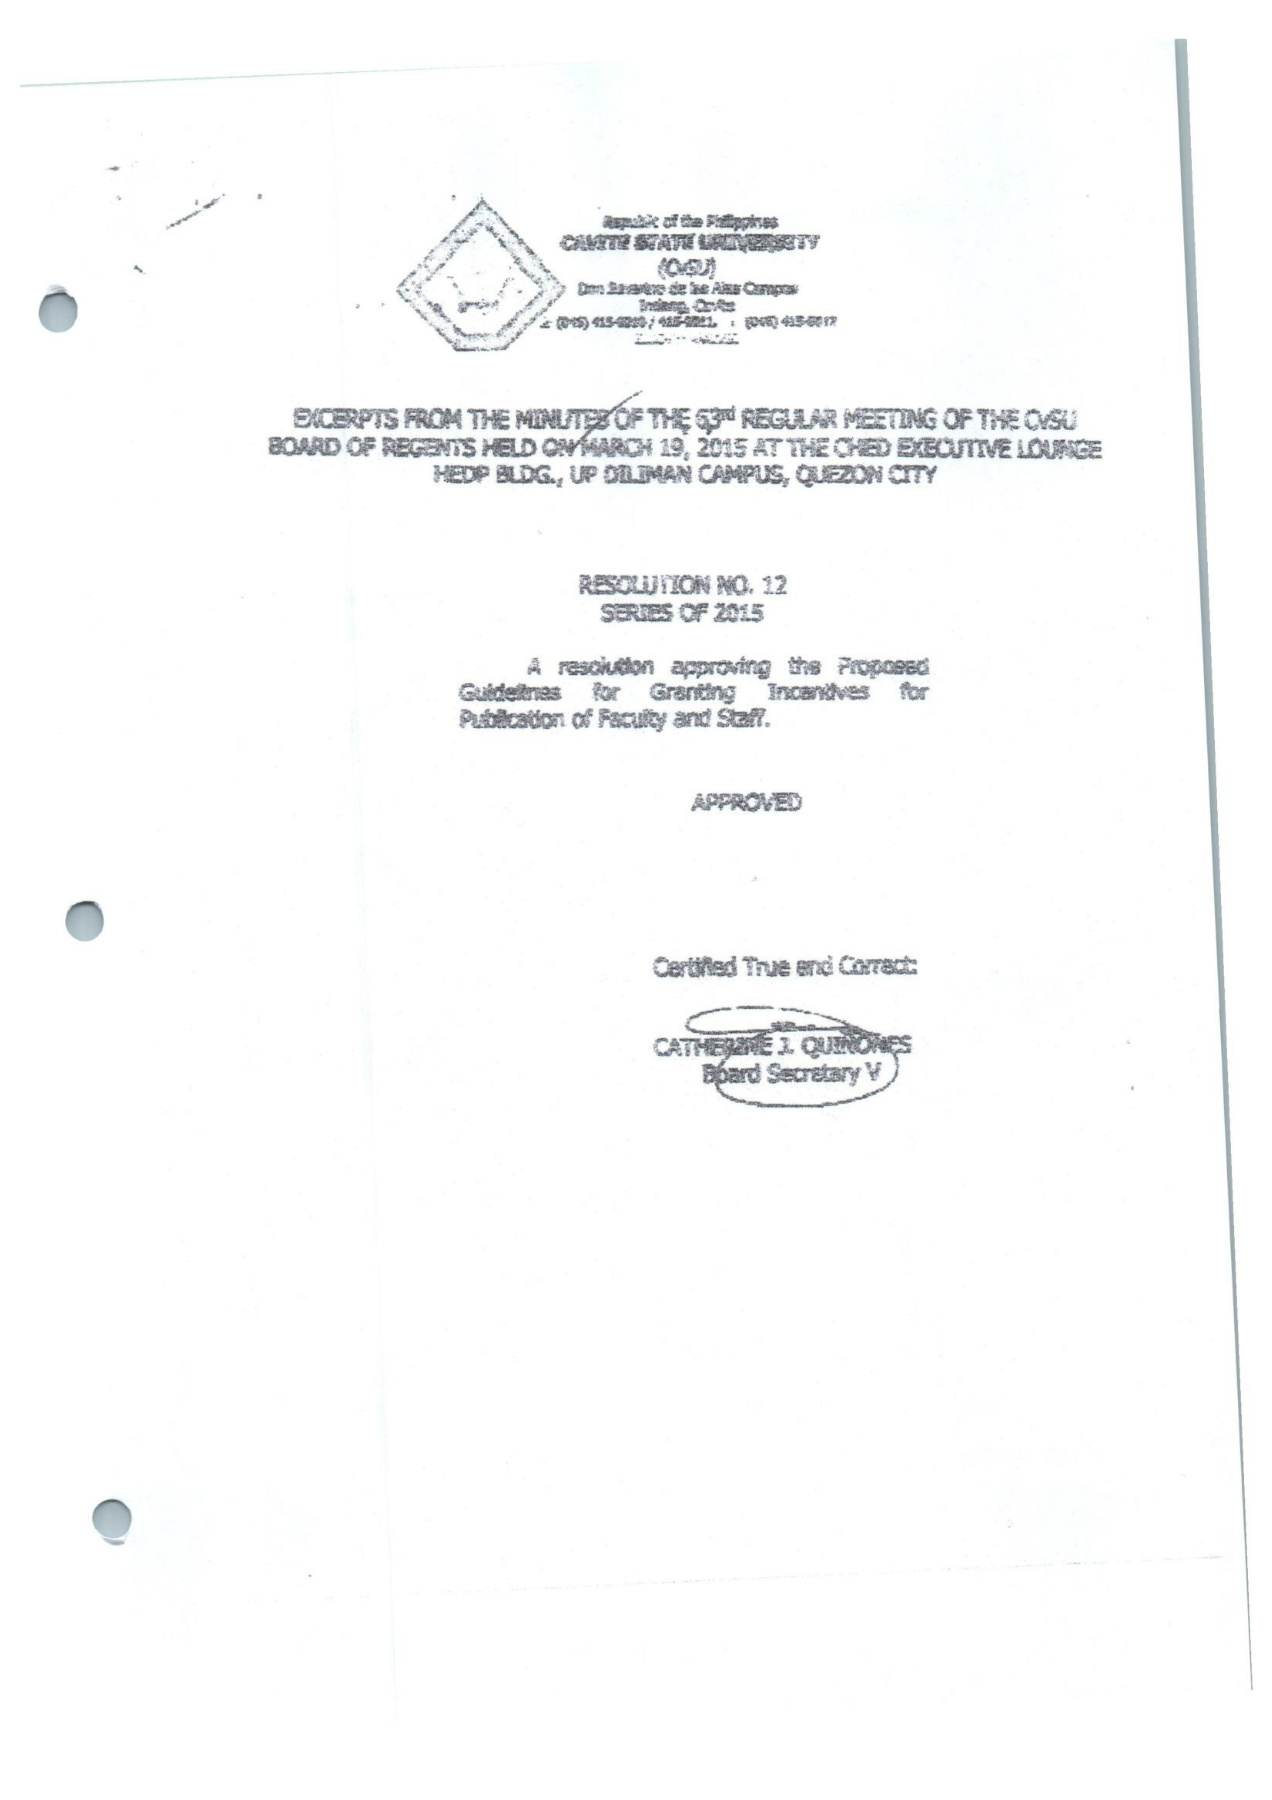 Republic of the Philippines
CAVITE STATE UNIVERSITY
(CvSU)
Don Severino de las Alas Campus
Indang, Cavite
(046) 415-0010 / 415-0011, (046) 415-0012
EXCERPTS FROM THE MINUTES OF THE 63rd REGULAR MEETING OF THE CvSU
BOARD OF REGENTS HELD ON MARCH 19, 2015 AT THE CHED EXECUTIVE LOUNGE
HEDP BLDG., UP DILIMAN CAMPUS, QUEZON CITY
RESOLUTION NO. 12
SERIES OF 2015
A resolution approving the Proposed
Guidelines for Granting Incentives for
Publication of Faculty and Staff.
APPROVED
Certified True and Correct:
CATHERINE J. QUIÑONES
Board Secretary V